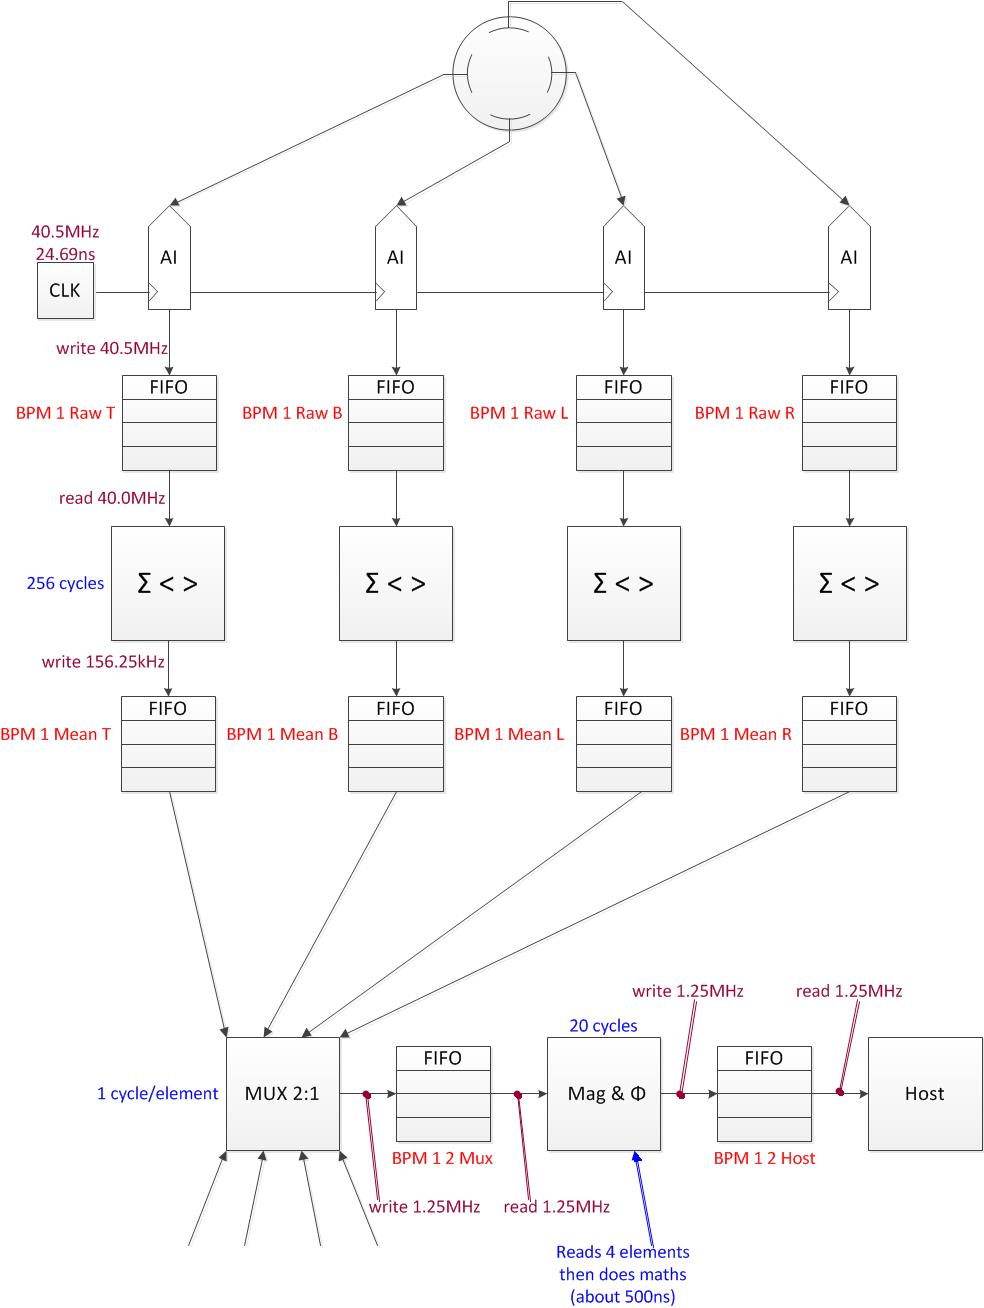 40.5MHz
24.69ns
CLK
AI
AI
AI
AI
write 40.5MHz
FIFO
FIFO
FIFO
FIFO
BPM 1 Raw T
BPM 1 Raw B
BPM 1 Raw L
BPM 1 Raw R
read 40.0MHz
256 cycles
Σ < >
Σ < >
Σ < >
Σ < >
write 156.25kHz
FIFO
FIFO
FIFO
FIFO
BPM 1 Mean T
BPM 1 Mean B
BPM 1 Mean L
BPM 1 Mean R
write 1.25MHz
read 1.25MHz
20 cycles
1 cycle/element
MUX 2:1
FIFO
Mag & Φ
FIFO
Host
BPM 1 2 Mux
BPM 1 2 Host
write 1.25MHz
read 1.25MHz
Reads 4 elements
then does maths
(about 500ns)